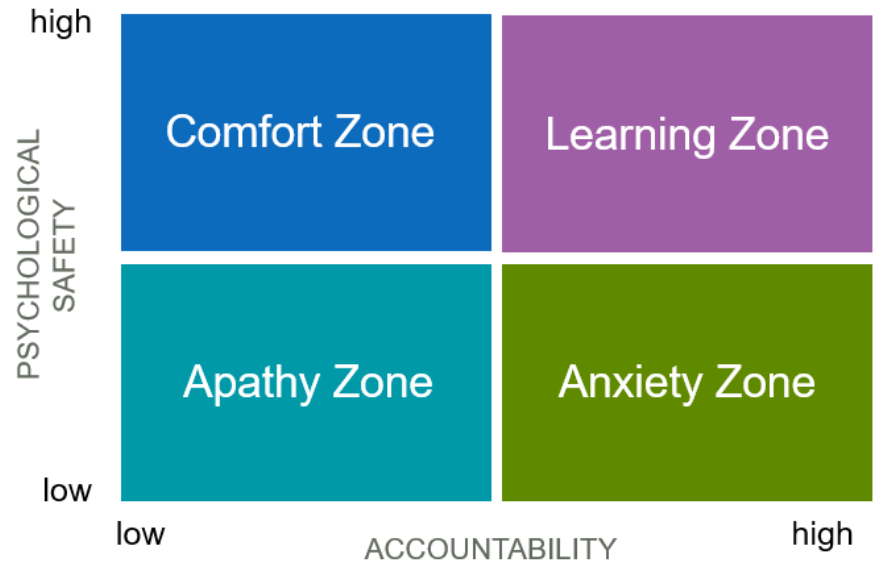 high
Comfort Zone
Learning Zone
PSYCHOLOGICAL
SAFETY
Apathy Zone
Anxiety Zone
low
low
ACCOUNTABILITY
high